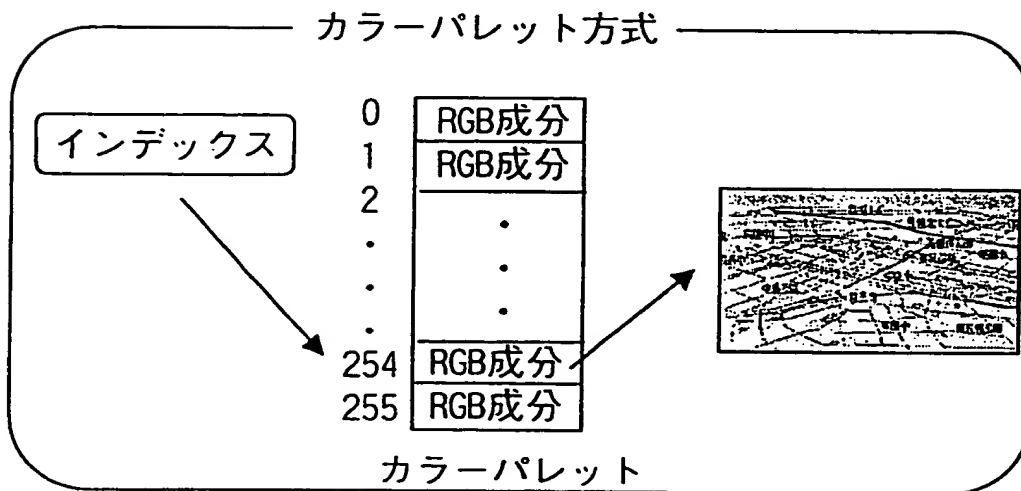 カラーパレット方式
インデックス
0 RGB成分
1 RGB成分
2
254 RGB成分
255 RGB成分
カラーパレット